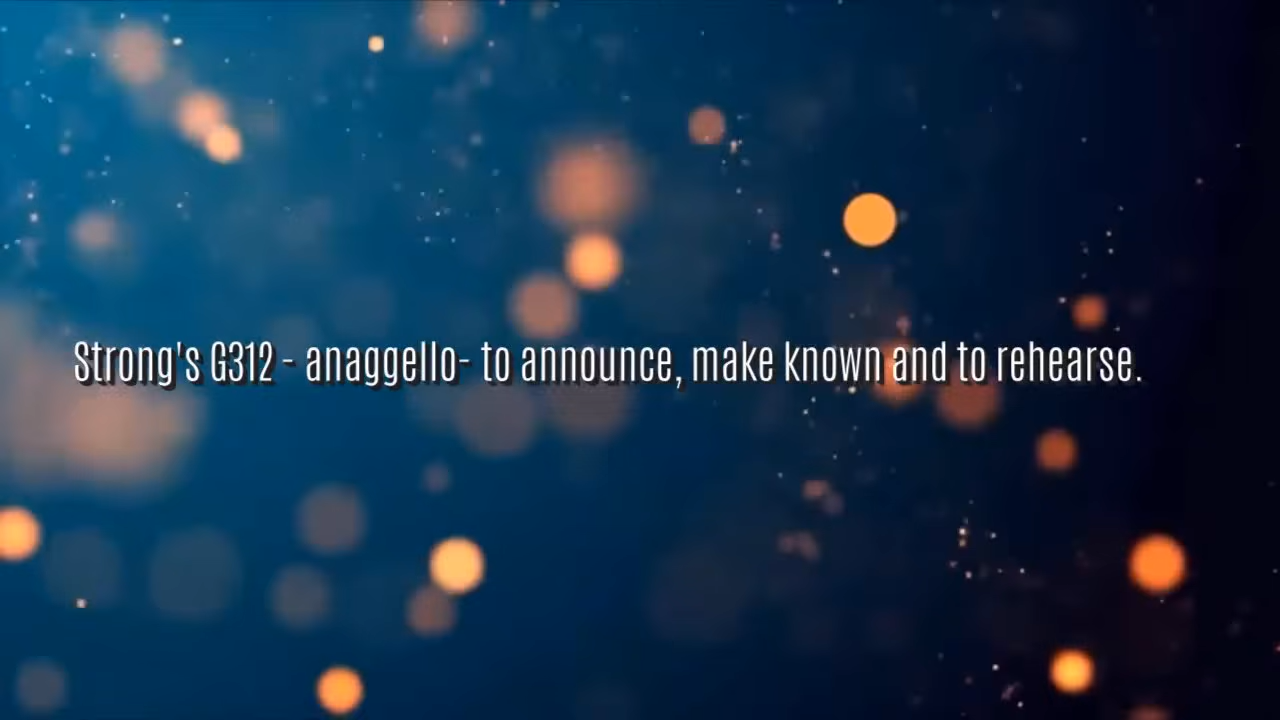 Strong's G312 - anaggello- to announce, make known and to rehearse.